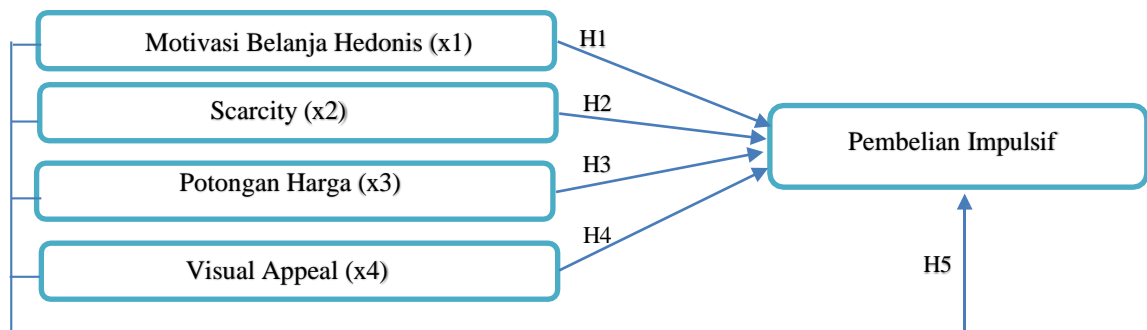 Motivasi Belanja Hedonis (x1)
H1
Scarcity (x2)
H2
Pembelian Impulsif
Potongan Harga (x3)
H3
Visual Appeal (x4)
H4
H5